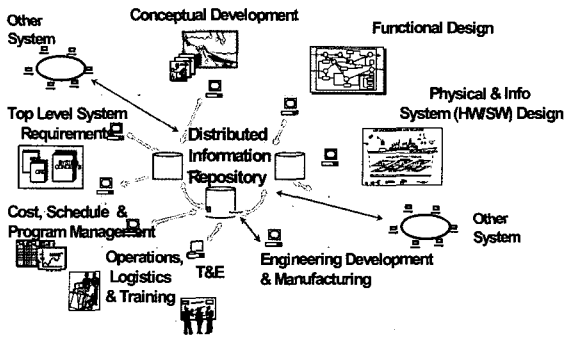 Other
System
Conceptual Development
Functional Design
Physical & Info
System (HW/SW) Design
Top Level System
Requirements
Distributed
Information
Repository
Cost, Schedule &
Program Management
Operations,
Logistics
& Training
T&E
Engineering Development
& Manufacturing
Other
System